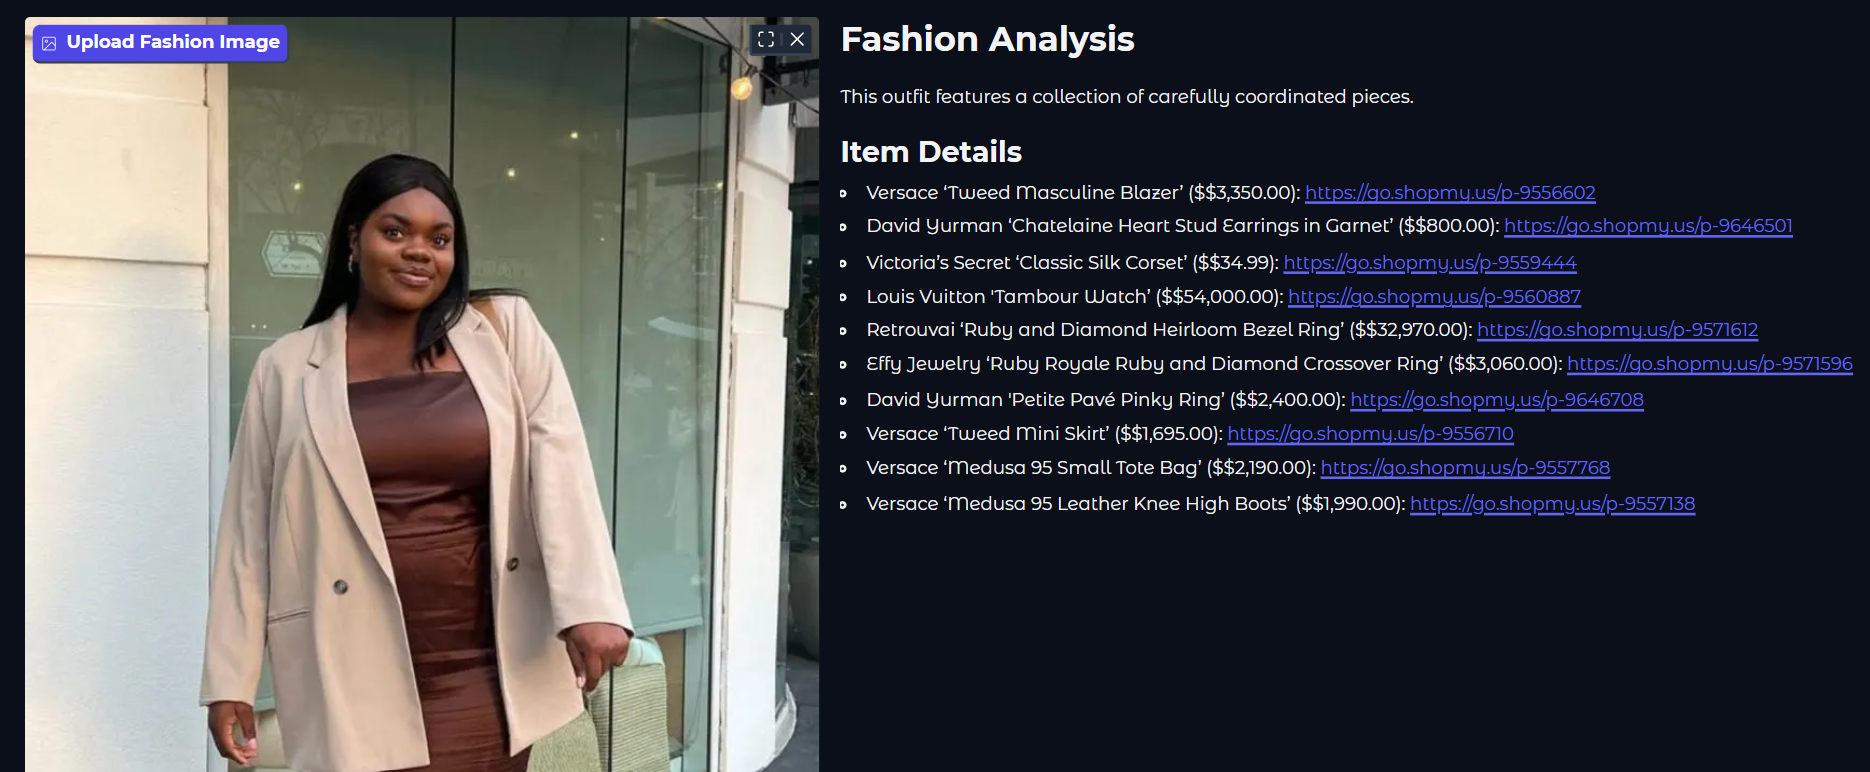 Upload Fashion Image
Fashion Analysis
This outfit features a collection of carefully coordinated pieces.
Item Details
Versace ‘Tweed Masculine Blazer’ ($$3,350.00): https://go.shopmy.us/p-9556602
David Yurman ‘Chatelaine Heart Stud Earrings in Garnet’ ($$800.00): https://go.shopmy.us/p-9646501
Victoria’s Secret ‘Classic Silk Corset’ ($$34.99): https://go.shopmy.us/p-9559444
Louis Vuitton 'Tambour Watch’ ($$54,000.00): https://go.shopmy.us/p-9560887
Retrouvai ‘Ruby and Diamond Heirloom Bezel Ring’ ($$32,970.00): https://go.shopmy.us/p-9571612
Effy Jewelry ‘Ruby Royale Ruby and Diamond Crossover Ring’ ($$3,060.00): https://go.shopmy.us/p-9571596
David Yurman 'Petite Pavé Pinky Ring’ ($$2,400.00): https://go.shopmy.us/p-9646708
Versace ‘Tweed Mini Skirt’ ($$1,695.00): https://go.shopmy.us/p-9556710
Versace ‘Medusa 95 Small Tote Bag’ ($$2,190.00): https://go.shopmy.us/p-9557768
Versace ‘Medusa 95 Leather Knee High Boots’ ($$1,990.00): https://go.shopmy.us/p-9557138